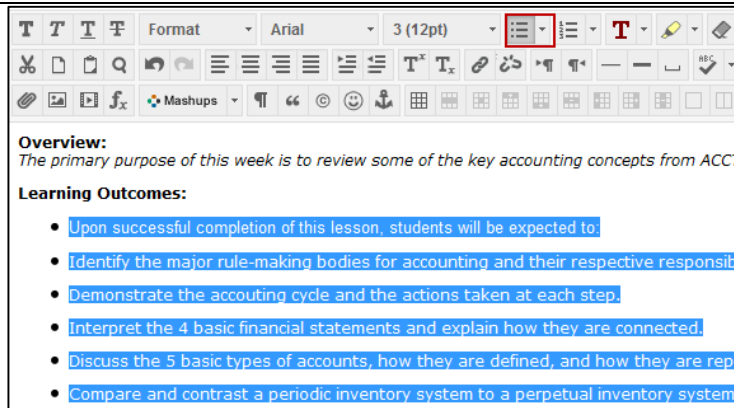 T T T T Format Arial 3 (12pt) T
T× T× ABC
fx Mashups ¶ “ ©
Overview:
The primary purpose of this week is to review some of the key accounting concepts from ACC
Learning Outcomes:
Upon successful completion of this lesson, students will be expected to:
Identify the major rule-making bodies for accounting and their respective responsib
Demonstrate the accouting cycle and the actions taken at each step.
Interpret the 4 basic financial statements and explain how they are connected.
Discuss the 5 basic types of accounts, how they are defined, and how they are rep
Compare and contrast a periodic inventory system to a perpetual inventory system